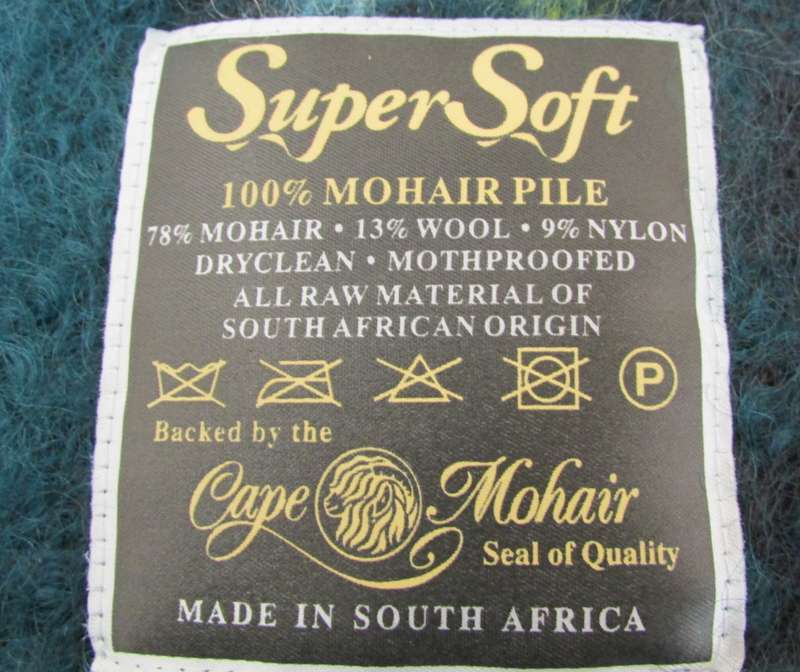 SuperSoft
100% MOHAIR PILE
78% MOHAIR • 13% WOOL • 9% NYLON
DRYCLEAN • MOTHPROOFED
ALL RAW MATERIAL OF
SOUTH AFRICAN ORIGIN
P
Backed by the
Cape Mohair
Seal of Quality
MADE IN SOUTH AFRICA